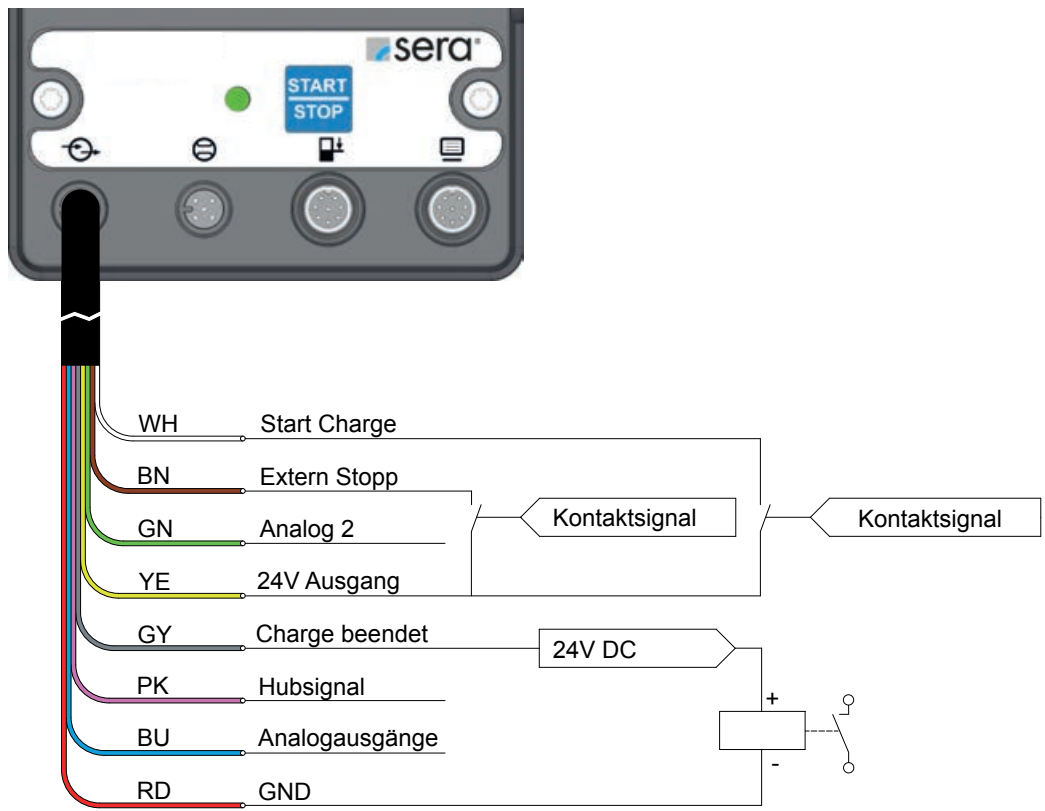 sera
START
STOP
WH Start Charge
BN Extern Stopp
Kontaktsignal
Kontaktsignal
GN Analog 2
YE 24V Ausgang
GY Charge beendet
24V DC
PK Hubsignal
+
BU Analogausgänge
-
RD GND